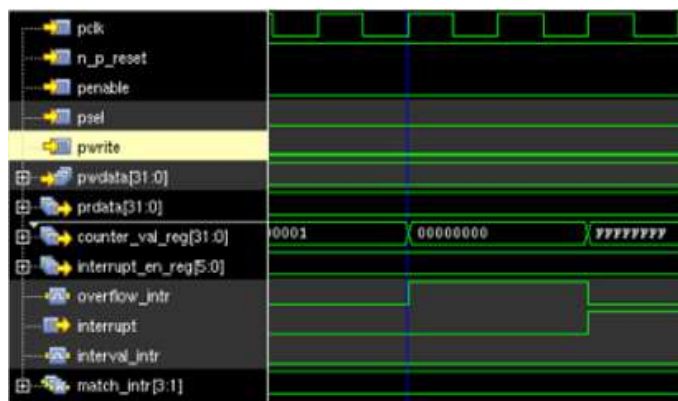 pclk
n_p_reset
penable
psel
pwrite
pwdata[31:0]
prdata[31:0]
counter_val_reg[31:0] 00001 00000000 FFFFFFFF
interrupt_en_reg[5:0]
overflow_intr
interrupt
interval_intr
match_intr[3:1]